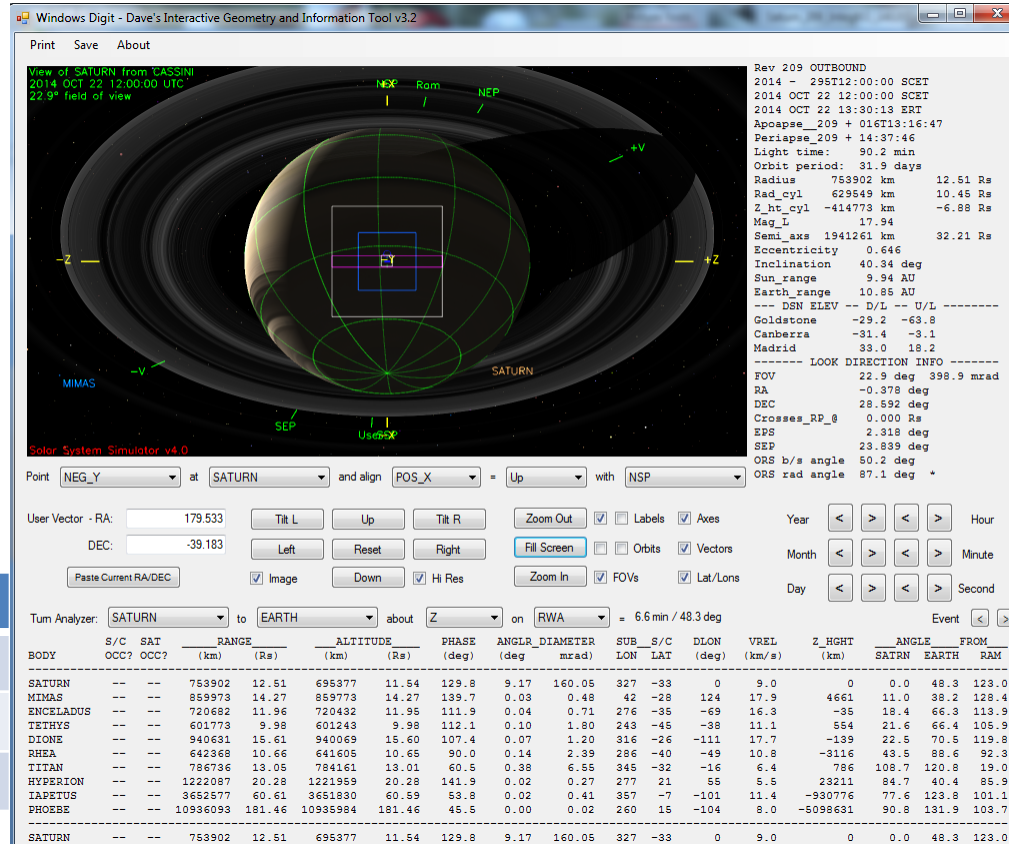 Windows Digit - Dave's Interactive Geometry and Information Tool v3.2
Print Save About
View of SATURN from CASSINI
2014 OCT 22 12:00:00 UTC
22.9° field of view
Ram
NEP
+V
-Z
-Y
+Z
-V
MIMAS
SATURN
SEP
X
Solar System Simulator v4.0
Rev 209 OUTBOUND
2014 - 295T12:00:00 SCET
2014 OCT 22 12:00:00 SCET
2014 OCT 22 13:30:13 ERT
Apoapse__209 + 016T13:16:47
Periapse_209 + 14:37:46
Light time: 90.2 min
Orbit period: 31.9 days
Radius 753902 km 12.51 Rs
Rad_cyl 629549 km 10.45 Rs
Z_ht_cyl -414773 km -6.88 Rs
Mag_L 17.94
Semi_axs 1941261 km 32.21 Rs
Eccentricity 0.646
Inclination 40.34 deg
Sun_range 9.94 AU
Earth_range 10.85 AU
--- DSN ELEV -- D/L -- U/L --------
Goldstone -29.2 -63.8
Canberra -31.4 -3.1
Madrid 33.0 18.2
------- LOOK DIRECTION INFO -------
FOV 22.9 deg 398.9 mrad
RA -0.378 deg
DEC 28.592 deg
Crosses_RP_@ 0.000 Rs
EPS 2.318 deg
SEP 23.839 deg
ORS b/s angle 50.2 deg
ORS rad angle 87.1 deg *
Point NEG_Y at SATURN and align POS_X = Up with NSP
User Vector - RA: 179.533 Tilt L Up Tilt R Zoom Out Labels Axes Year < > < > Hour
DEC: -39.183 Left Reset Right Fill Screen Orbits Vectors Month < > < > Minute
Paste Current RA/DEC Image Down Hi Res Zoom In FOVs Lat/Lons Day < > < > Second
Turn Analyzer: SATURN to EARTH about Z on RWA = 6.6 min / 48.3 deg Event < >
S/C SAT ____RANGE____ ___ALTITUDE___ PHASE ANGLR_DIAMETER SUB__S/C DLON VREL Z_HGHT ___ANGLE___FROM___
BODY OCC? OCC? (km) (Rs) (km) (Rs) (deg) (deg mrad) LON LAT (deg) (km/s) (km) SATRN EARTH RAM
SATURN -- -- 753902 12.51 695377 11.54 129.8 9.17 160.05 327 -33 0 9.0 0 0.0 48.3 123.0
MIMAS -- -- 859973 14.27 859773 14.27 139.7 0.03 0.48 42 -28 124 17.9 4661 11.0 38.2 128.4
ENCELADUS -- -- 720682 11.96 720432 11.95 111.9 0.04 0.71 276 -35 -69 16.3 -35 18.4 66.3 113.9
TETHYS -- -- 601773 9.98 601243 9.98 112.1 0.10 1.80 243 -45 -38 11.1 554 21.6 66.4 105.9
DIONE -- -- 940631 15.61 940069 15.60 107.4 0.07 1.20 316 -26 -111 17.7 -139 22.5 70.5 119.8
RHEA -- -- 642368 10.66 641605 10.65 90.0 0.14 2.39 286 -40 -49 10.8 -3116 43.5 88.6 92.3
TITAN -- -- 786736 13.05 784161 13.01 60.5 0.38 6.55 345 -32 -16 6.4 786 108.7 120.8 19.0
HYPERION -- -- 1222087 20.28 1221959 20.28 141.9 0.02 0.27 277 21 55 5.5 23211 84.7 40.4 85.9
IAPETUS -- -- 3652577 60.61 3651830 60.59 53.8 0.02 0.41 357 -7 -101 11.4 -930776 77.6 123.8 101.1
PHOEBE -- -- 10936093 181.46 10935984 181.46 45.5 0.00 0.02 260 15 -104 8.0 -5098631 90.8 131.9 103.7
SATURN -- -- 753902 12.51 695377 11.54 129.8 9.17 160.05 327 -33 0 9.0 0 0.0 48.3 123.0